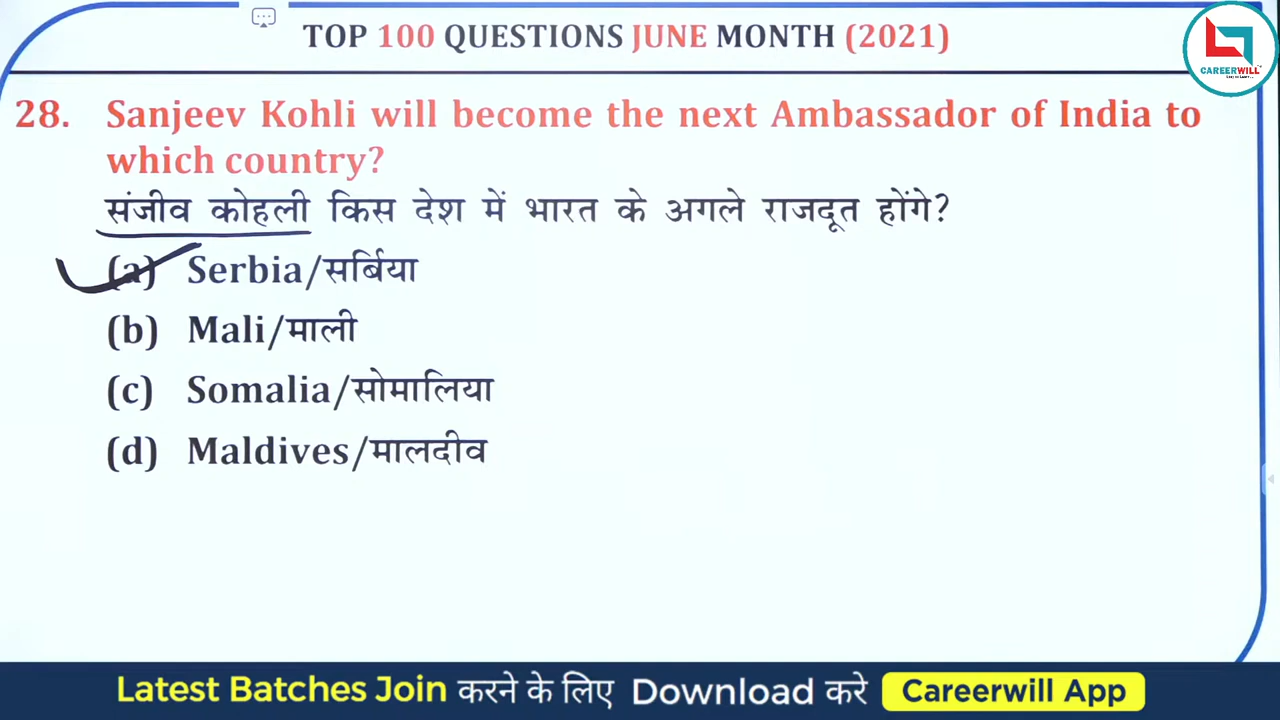 TOP 100 QUESTIONS JUNE MONTH (2021)
CAREERWILL
28. Sanjeev Kohli will become the next Ambassador of India to
which country?
संजीव कोहली किस देश में भारत के अगले राजदूत होंगे?
(a) Serbia/सर्बिया
(b) Mali/माली
(c) Somalia/सोमालिया
(d) Maldives/मालदीव
Latest Batches Join करने के लिए Download करे Careerwill App